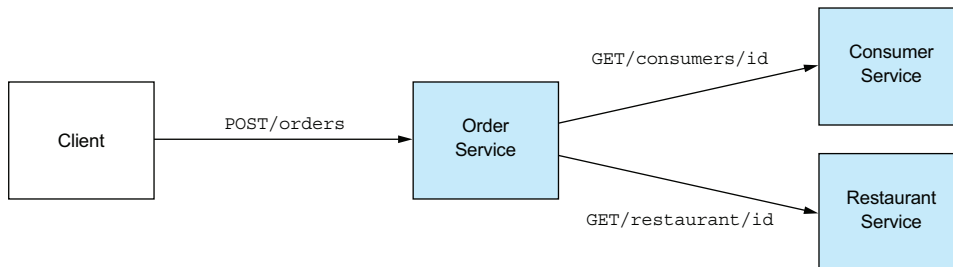 Client
POST/orders
Order
Service
GET/consumers/id
Consumer
Service
GET/restaurant/id
Restaurant
Service